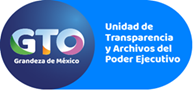 GTO
Grandeza de México
Unidad de
Transparencia
y Archivos del
Poder Ejecutivo